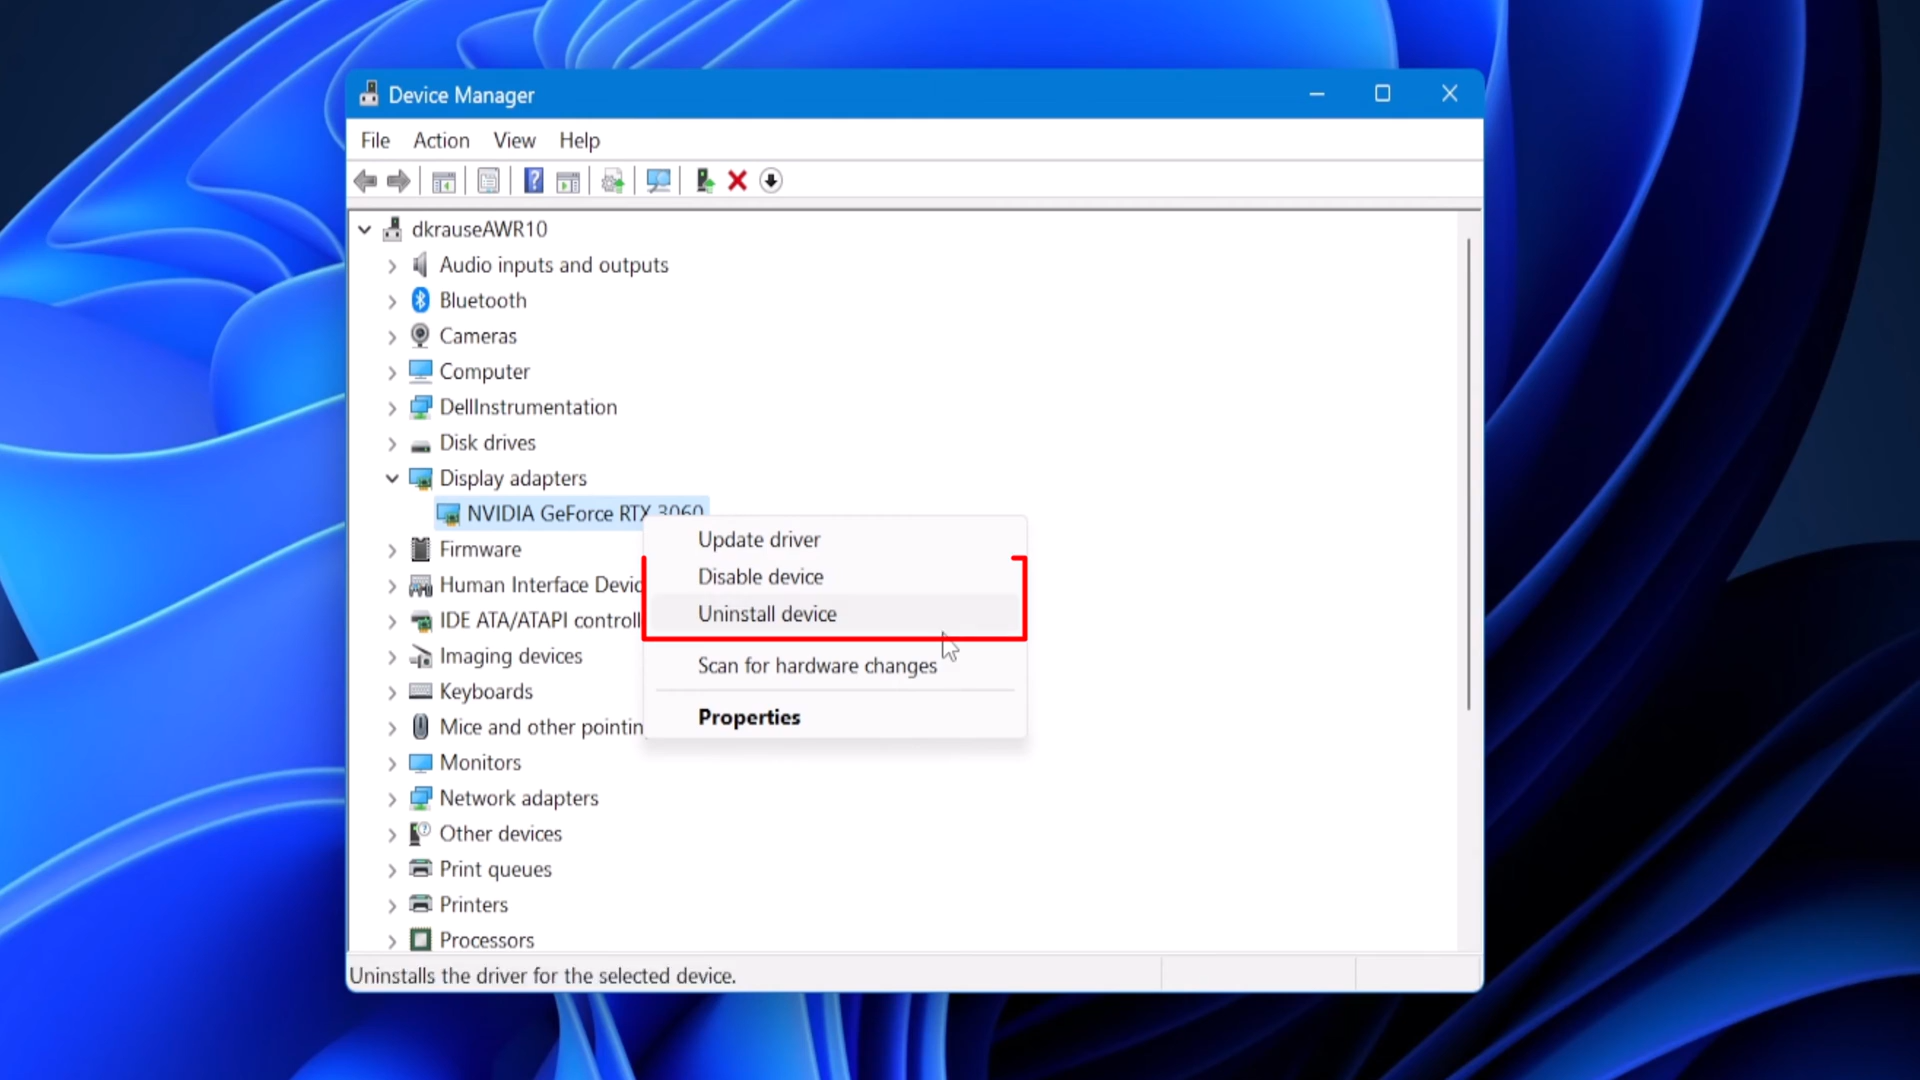 Device Manager
File Action View Help
dkrauseAWR10
Audio inputs and outputs
Bluetooth
Cameras
Computer
DellInstrumentation
Disk drives
Display adapters
NVIDIA GeForce RTX 3060
Update driver
Firmware
Disable device
Human Interface Devic
Uninstall device
IDE ATA/ATAPI controll
Imaging devices
Scan for hardware changes
Keyboards
Properties
Mice and other pointin
Monitors
Network adapters
Other devices
Print queues
Printers
Processors
Uninstalls the driver for the selected device.